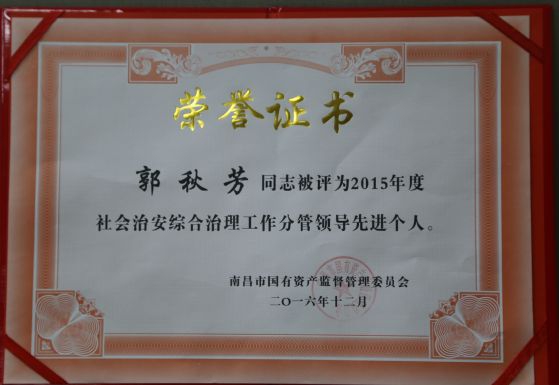 荣誉证书
郭秋芳 同志被评为2015年度
社会治安综合治理工作分管领导先进个人。
南昌市国有资产监督管理委员会
二〇一六年十二月